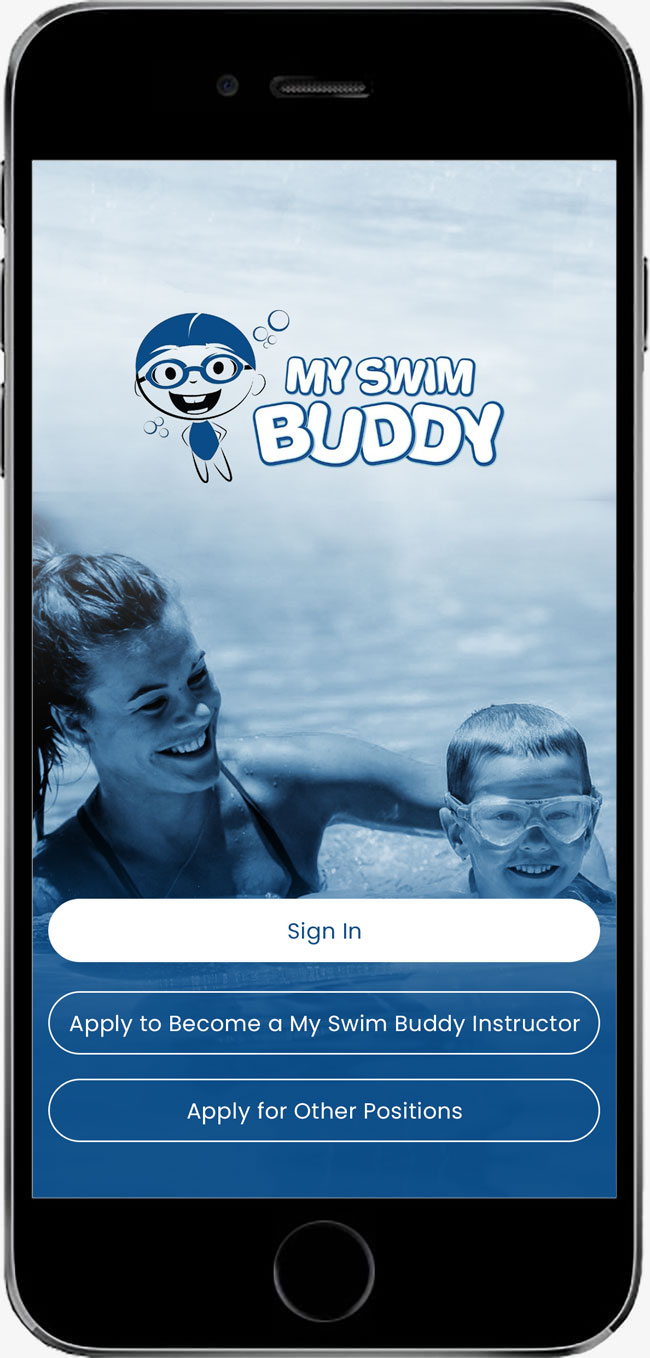 MY SWIM
BUDDY
Sign In
Apply to Become a My Swim Buddy Instructor
Apply for Other Positions